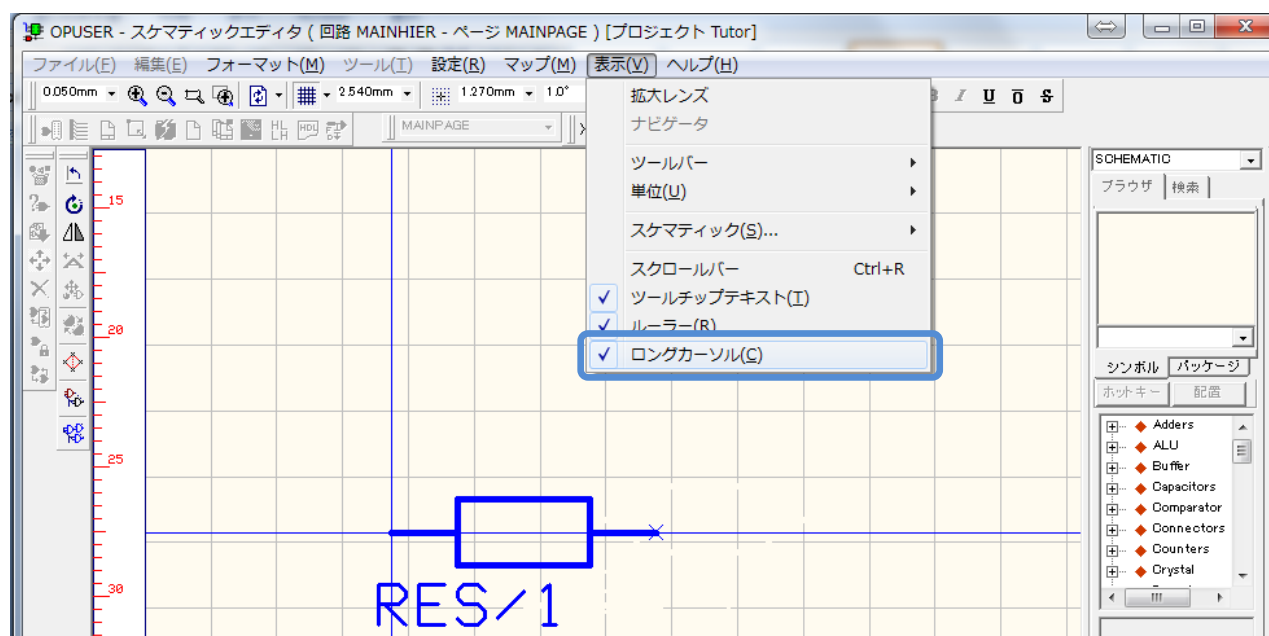 OPUSER - スケマティックエディタ ( 回路 MAINHIER - ページ MAINPAGE ) [プロジェクト Tutor]
ファイル(F) 編集(E) フォーマット(M) ツール(T) 設定(R) マップ(M) 表示(V) ヘルプ(H)
0.050mm 2.540mm 1.270mm 1.0° I U O S
MAINPAGE
拡大レンズ
ナビゲータ
ツールバー
単位(U)
スケマティック(S)...
スクロールバー Ctrl+R
ツールチップテキスト(T)
ルーラー(R)
ロングカーソル(C)
15
20
25
30
RES/1
SCHEMATIC
ブラウザ 検索
シンボル パッケージ
ホットキー 配置
Adders
ALU
Buffer
Capacitors
Comparator
Connectors
Counters
Crystal